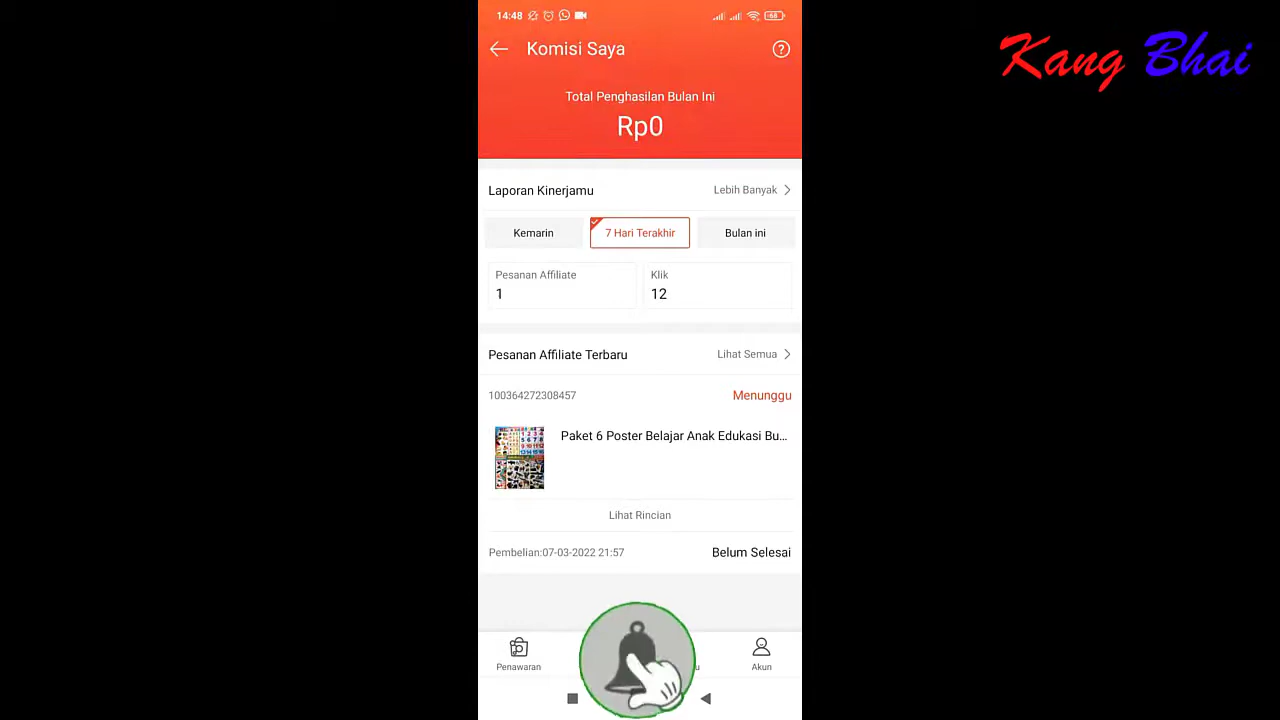 Kang Bhai
14:48
68
Komisi Saya
?
Total Penghasilan Bulan Ini
Rp0
Laporan Kinerjamu
Lebih Banyak
Kemarin
7 Hari Terakhir
Bulan ini
Pesanan Affiliate
Klik
1
12
Pesanan Affiliate Terbaru
Lihat Semua
100364272308457
Menunggu
Paket 6 Poster Belajar Anak Edukasi Bu...
Lihat Rincian
Pembelian:07-03-2022 21:57
Belum Selesai
Penawaran
u
Akun